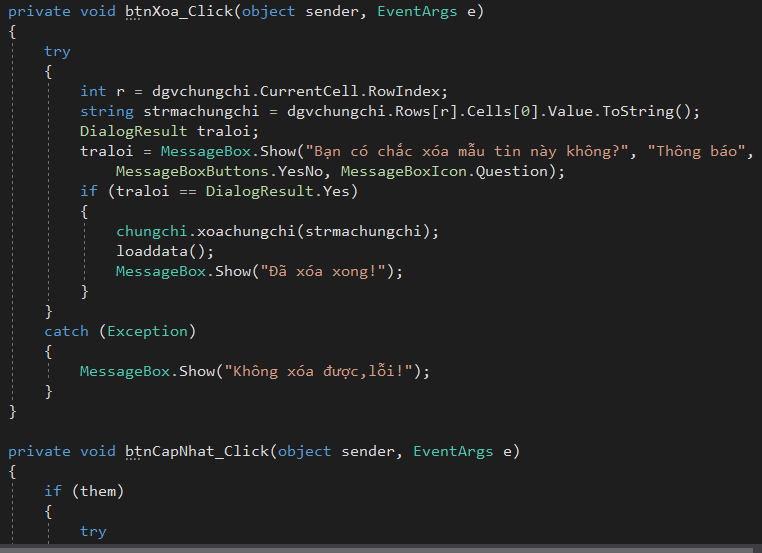 private void btnXoa_Click(object sender, EventArgs e)
{
try
{
int r = dgvchungchi.CurrentCell.RowIndex;
string strmachungchi = dgvchungchi.Rows[r].Cells[0].Value.ToString();
DialogResult traloi;
traloi = MessageBox.Show("Bạn có chắc xóa mẫu tin này không?", "Thông báo",
MessageBoxButtons.YesNo, MessageBoxIcon.Question);
if (traloi == DialogResult.Yes)
{
chungchi.xoachungchi(strmachungchi);
loaddata();
MessageBox.Show("Đã xóa xong!");
}
}
catch (Exception)
{
MessageBox.Show("Không xóa được,lỗi!");
}
}
private void btnCapNhat_Click(object sender, EventArgs e)
{
if (them)
{
try